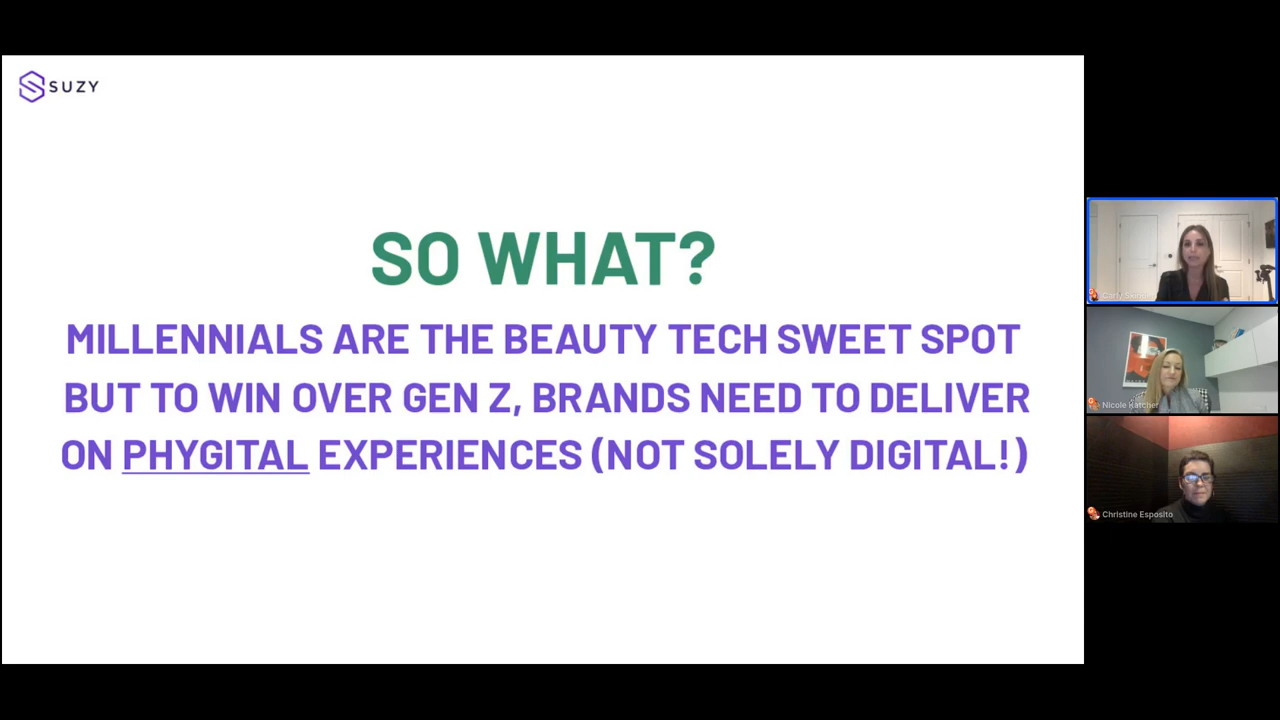 SUZY
SO WHAT?
MILLENNIALS ARE THE BEAUTY TECH SWEET SPOT
BUT TO WIN OVER GEN Z, BRANDS NEED TO DELIVER
ON PHYGITAL EXPERIENCES (NOT SOLELY DIGITAL!)
Nicole Katcher
Christine Esposito